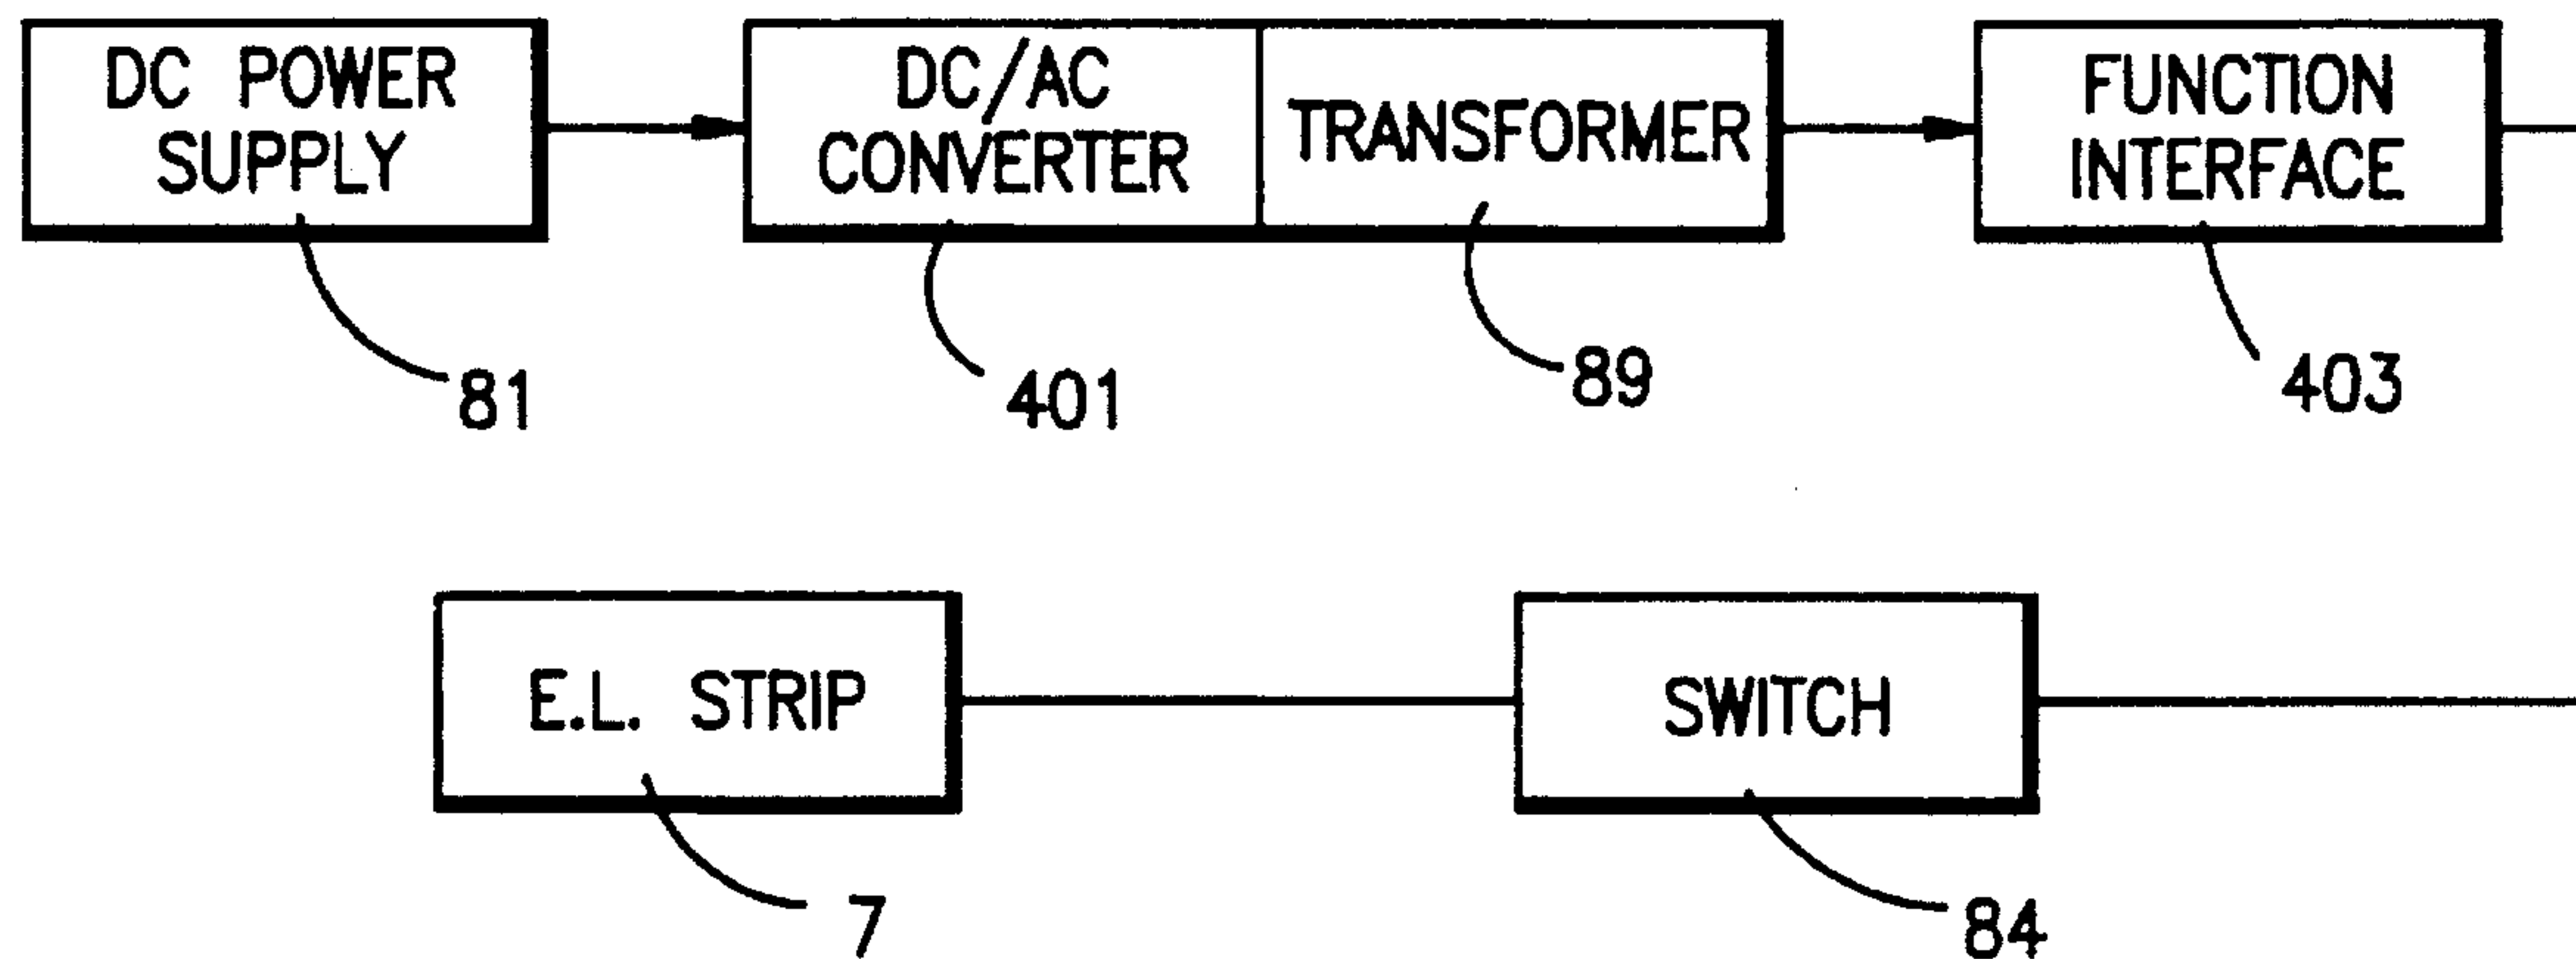 DC POWER
SUPPLY
DC/AC
CONVERTER
TRANSFORMER
FUNCTION
INTERFACE
81
401
89
403
E.L. STRIP
SWITCH
7
84